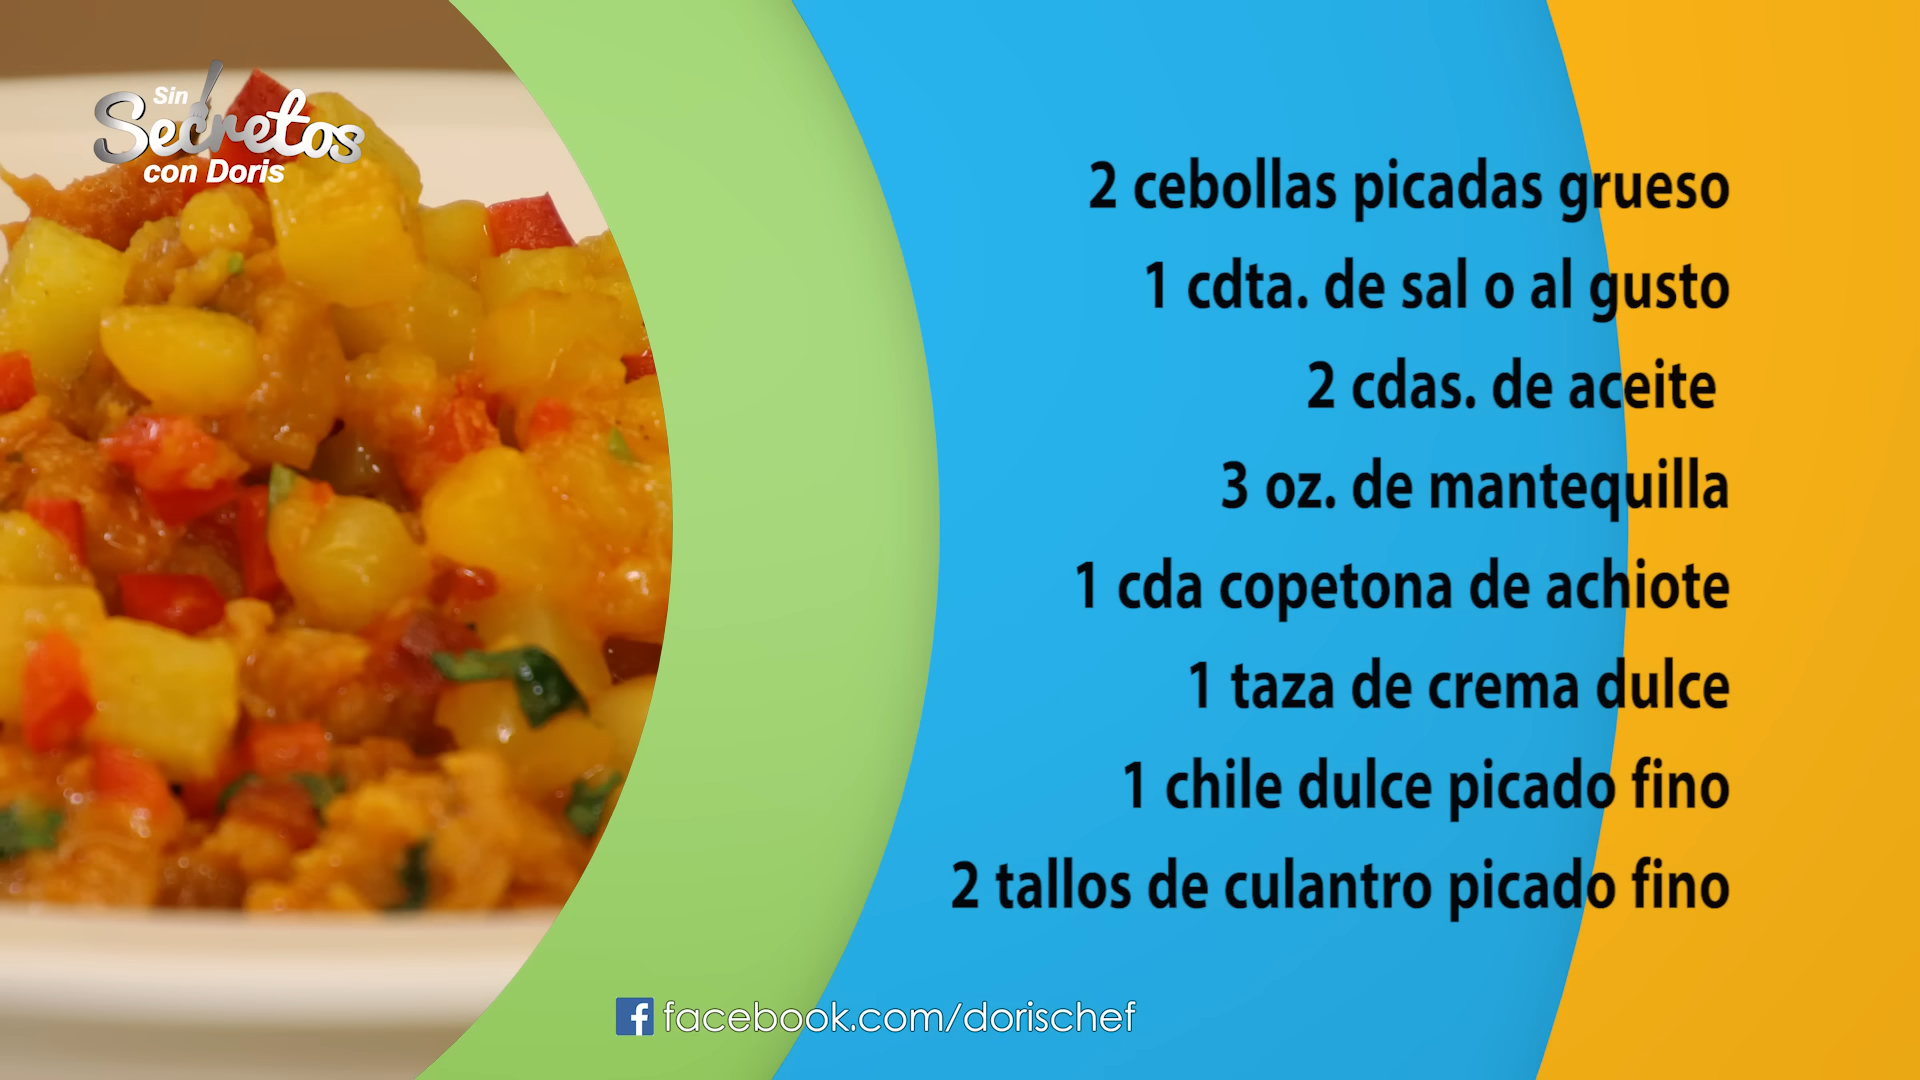 Sin
Secretos
con Doris
2 cebollas picadas grueso
1 cdta. de sal o al gusto
2 cdas. de aceite
3 oz. de mantequilla
1 cda copetona de achiote
1 taza de crema dulce
1 chile dulce picado fino
2 tallos de culantro picado fino
facebook.com/dorischef